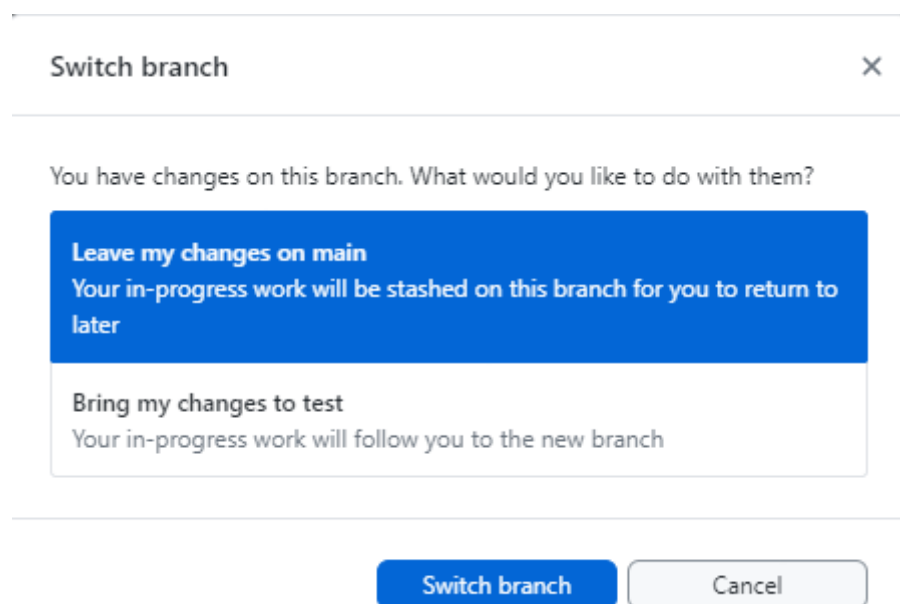 Switch branch
You have changes on this branch. What would you like to do with them?
Leave my changes on main
Your in-progress work will be stashed on this branch for you to return to
later
Bring my changes to test
Your in-progress work will follow you to the new branch
Switch branch
Cancel